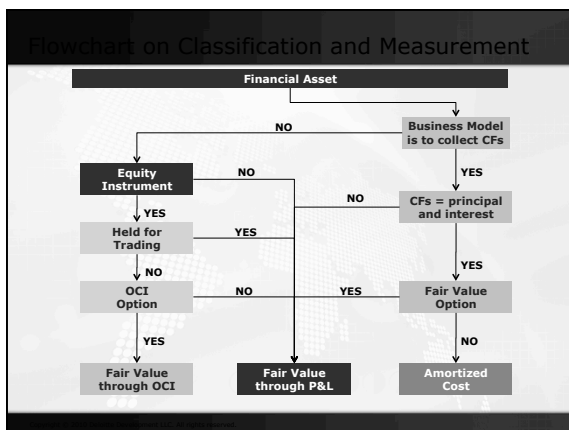 Flowchart on Classification and Measurement
Financial Asset
NO
Business Model
is to collect CFs
Equity
Instrument
NO
YES
NO
CFs = principal
and interest
YES
Held for
Trading
YES
NO
YES
OCI
Option
NO
YES
Fair Value
Option
YES
NO
Fair Value
through OCI
Fair Value
through P&L
Amortized
Cost